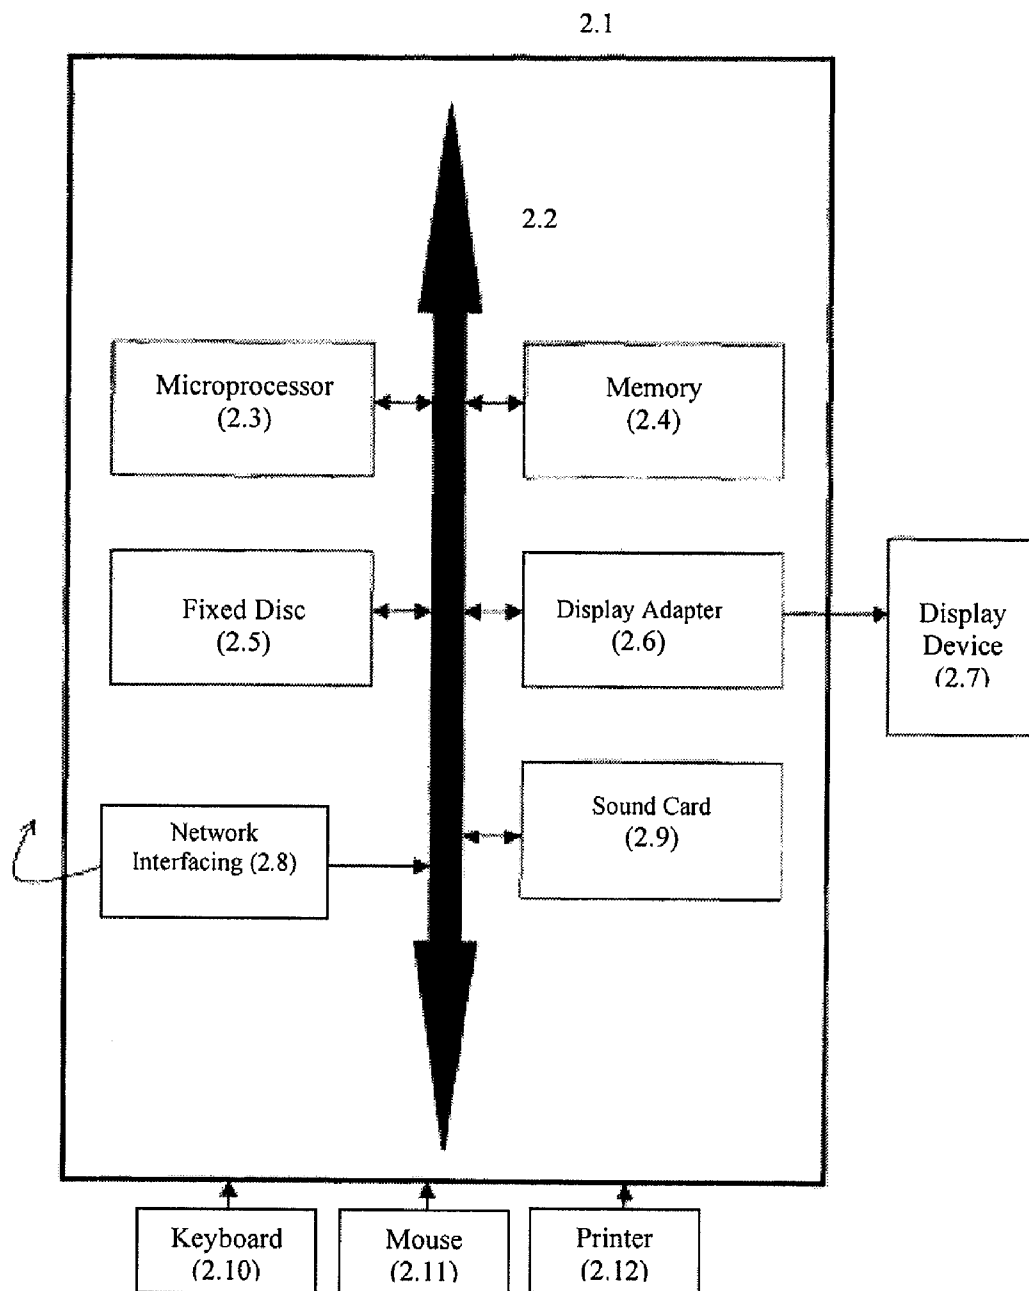 2.1
2.2
Microprocessor
(2.3)
Memory
(2.4)
Fixed Disc
(2.5)
Display Adapter
(2.6)
Display
Device
(2.7)
Network
Interfacing (2.8)
Sound Card
(2.9)
Keyboard
(2.10)
Mouse
(2.11)
Printer
(2.12)